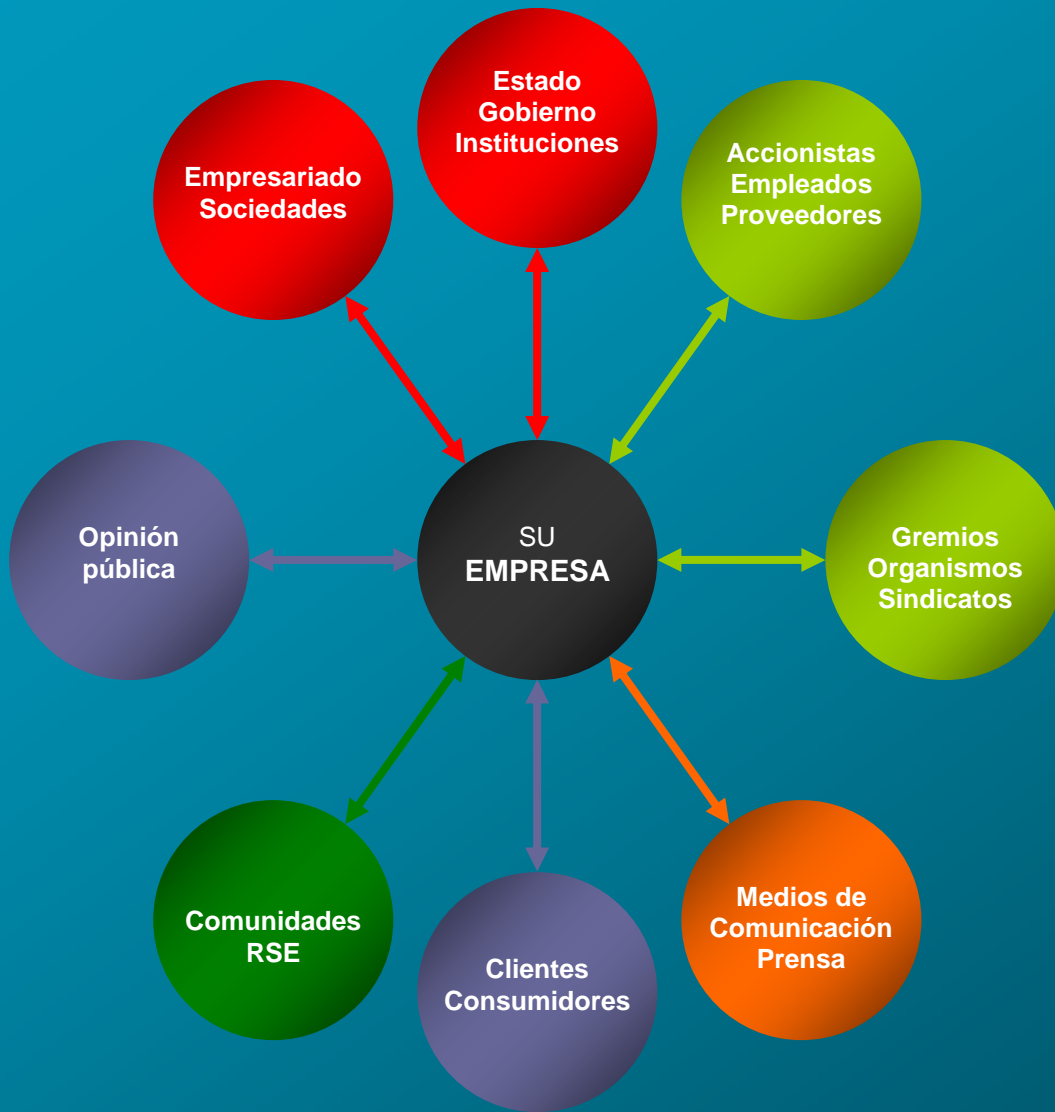 Estado
Gobierno
Instituciones
Empresariado
Sociedades
Accionistas
Empleados
Proveedores
Opinión
pública
SU
EMPRESA
Gremios
Organismos
Sindicatos
Comunidades
RSE
Clientes
Consumidores
Medios de
Comunicación
Prensa